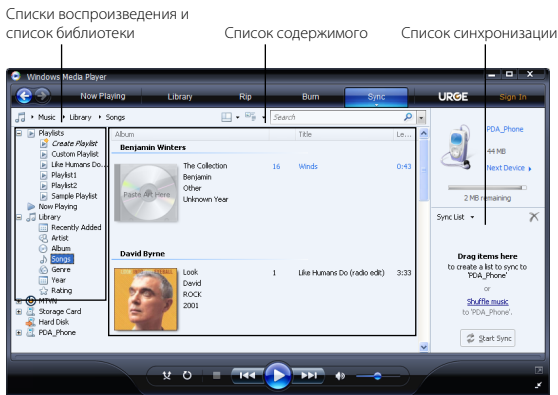 Списки воспроизведения и
список библиотеки
Список содержимого
Список синхронизации
Windows Media Player
Now Playing
Library
Rip
Burn
Sync
URGE
Sign In
Music
Library
Songs
Search
Playlists
Create Playlist
Custom Playlist
Like Humans Do...
Playlist1
Playlist2
Sample Playlist
Now Playing
Library
Recently Added
Artist
Album
Songs
Genre
Year
Rating
MTVN
Storage Card
Hard Disk
PDA_Phone
Album
Title
Le...
Benjamin Winters
Paste Art Here
The Collection
Benjamin
Other
Unknown Year
16 Winds 0:43
David Byrne
Look
David
ROCK
2001
1 Like Humans Do (radio edit) 3:33
PDA_Phone
44 MB
Next Device
2 MB remaining
Sync List
Drag items here
to create a list to sync to
'PDA_Phone'
or
Shuffle music
to 'PDA_Phone'.
Start Sync